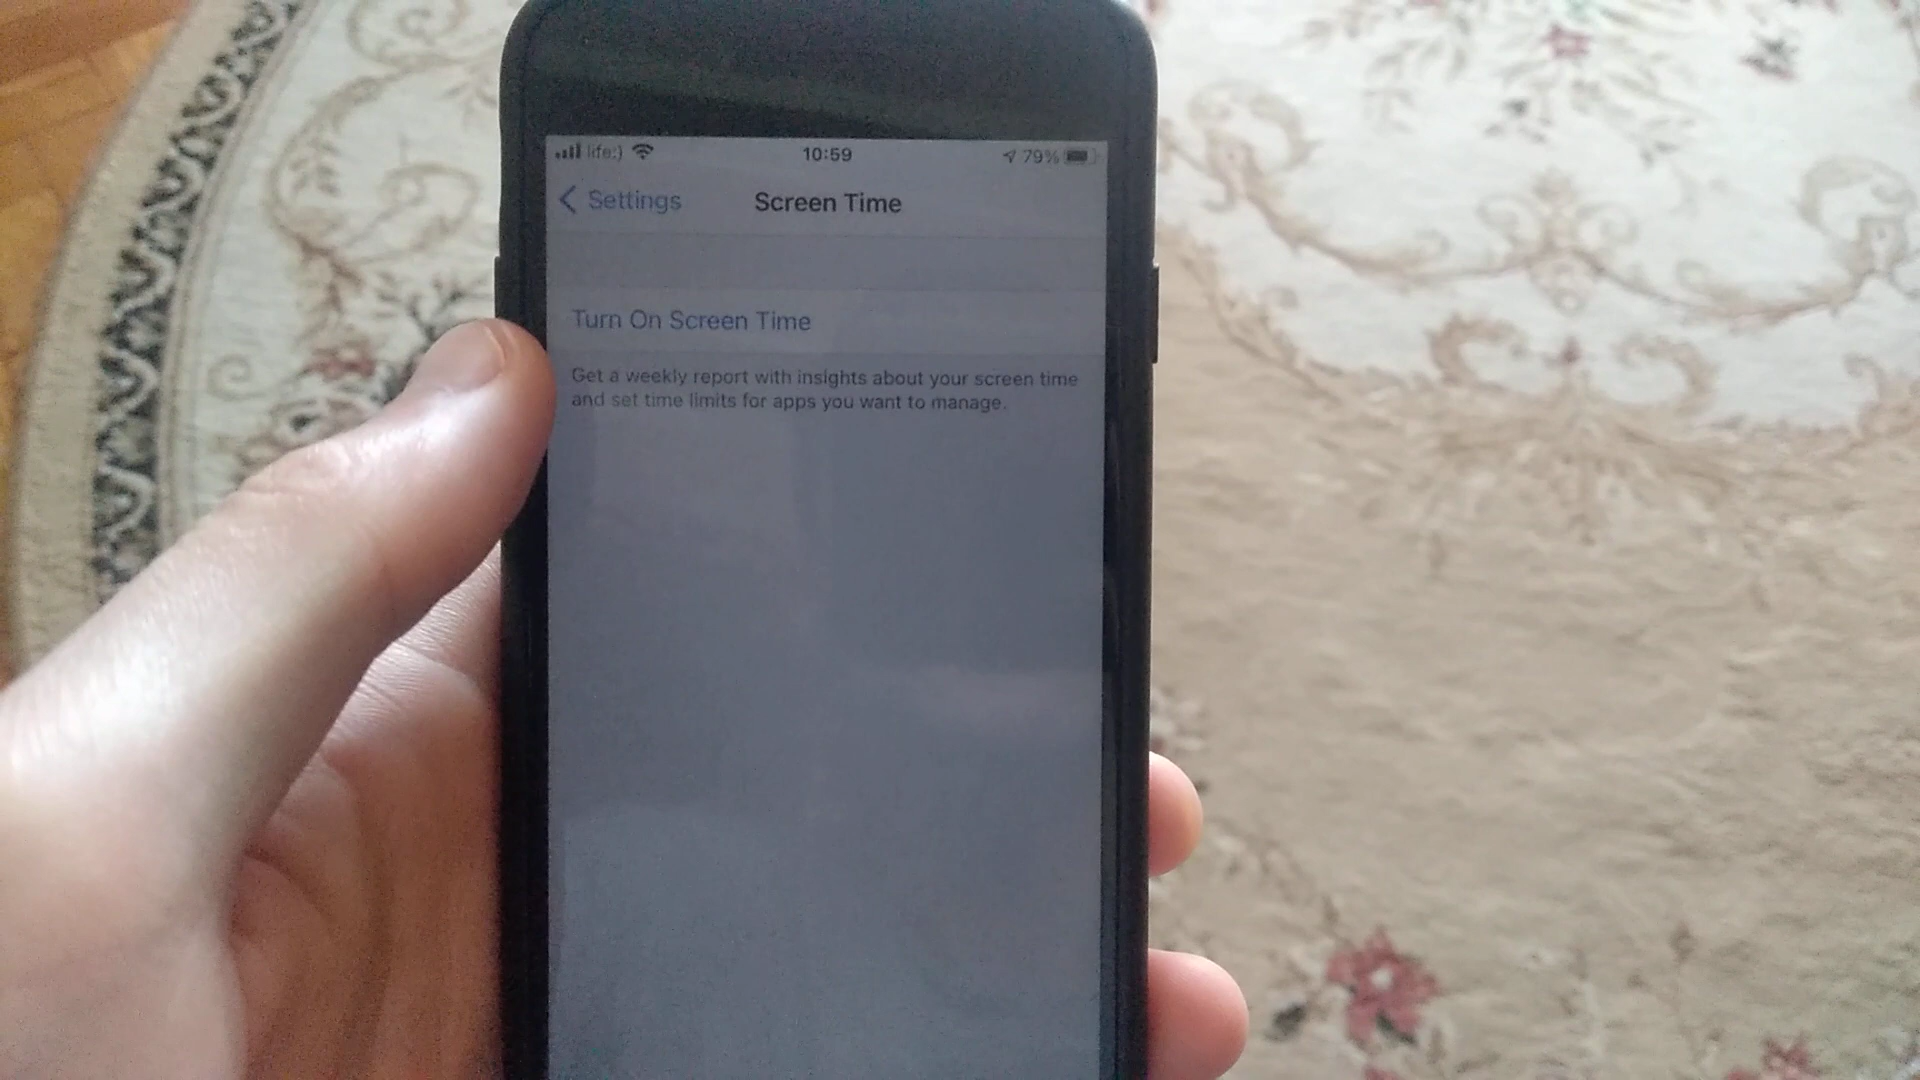 life:) 10:59 79%
Settings Screen Time
Turn On Screen Time
Get a weekly report with insights about your screen time
and set time limits for apps you want to manage.